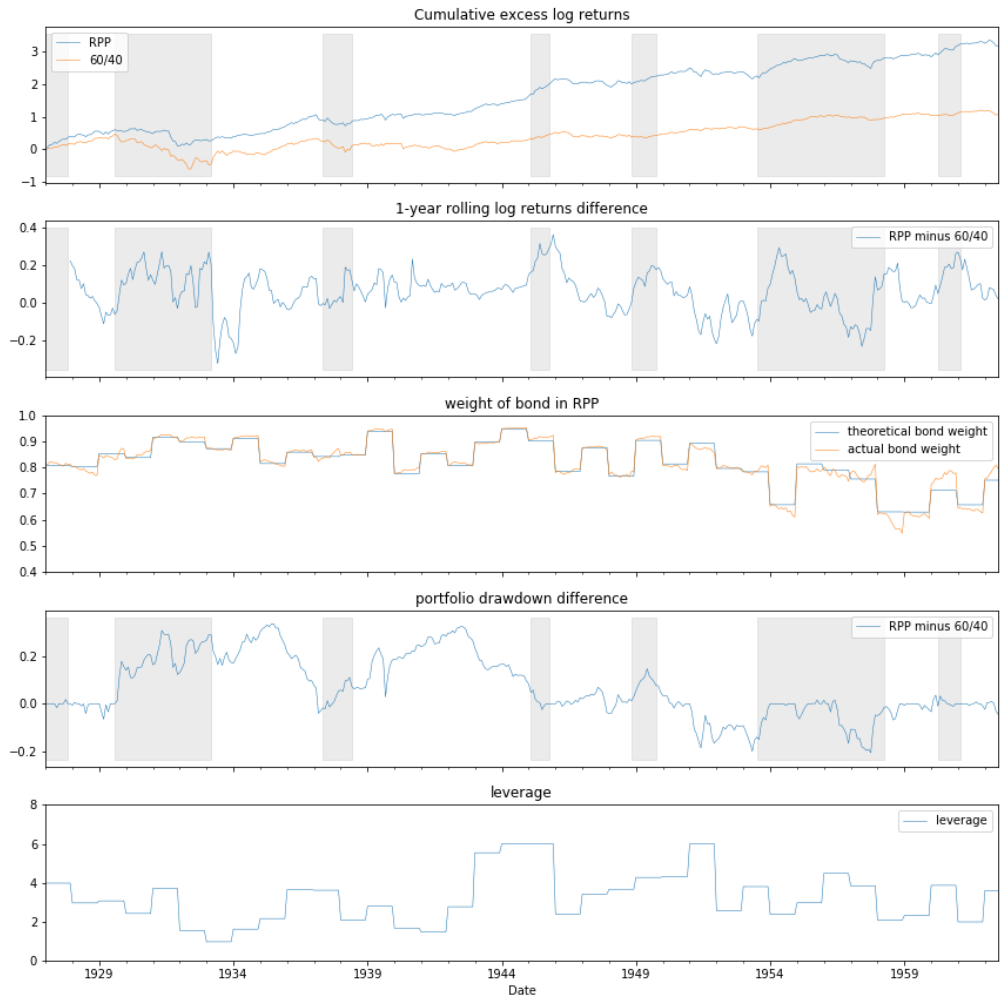 Cumulative excess log returns
RPP
60/40
3
2
1
0
−1
1-year rolling log returns difference
RPP minus 60/40
0.4
0.2
0.0
−0.2
weight of bond in RPP
theoretical bond weight
actual bond weight
1.0
0.9
0.8
0.7
0.6
0.5
0.4
portfolio drawdown difference
RPP minus 60/40
0.2
0.0
−0.2
leverage
leverage
8
6
4
2
0
1929 1934 1939 1944 1949 1954 1959
Date